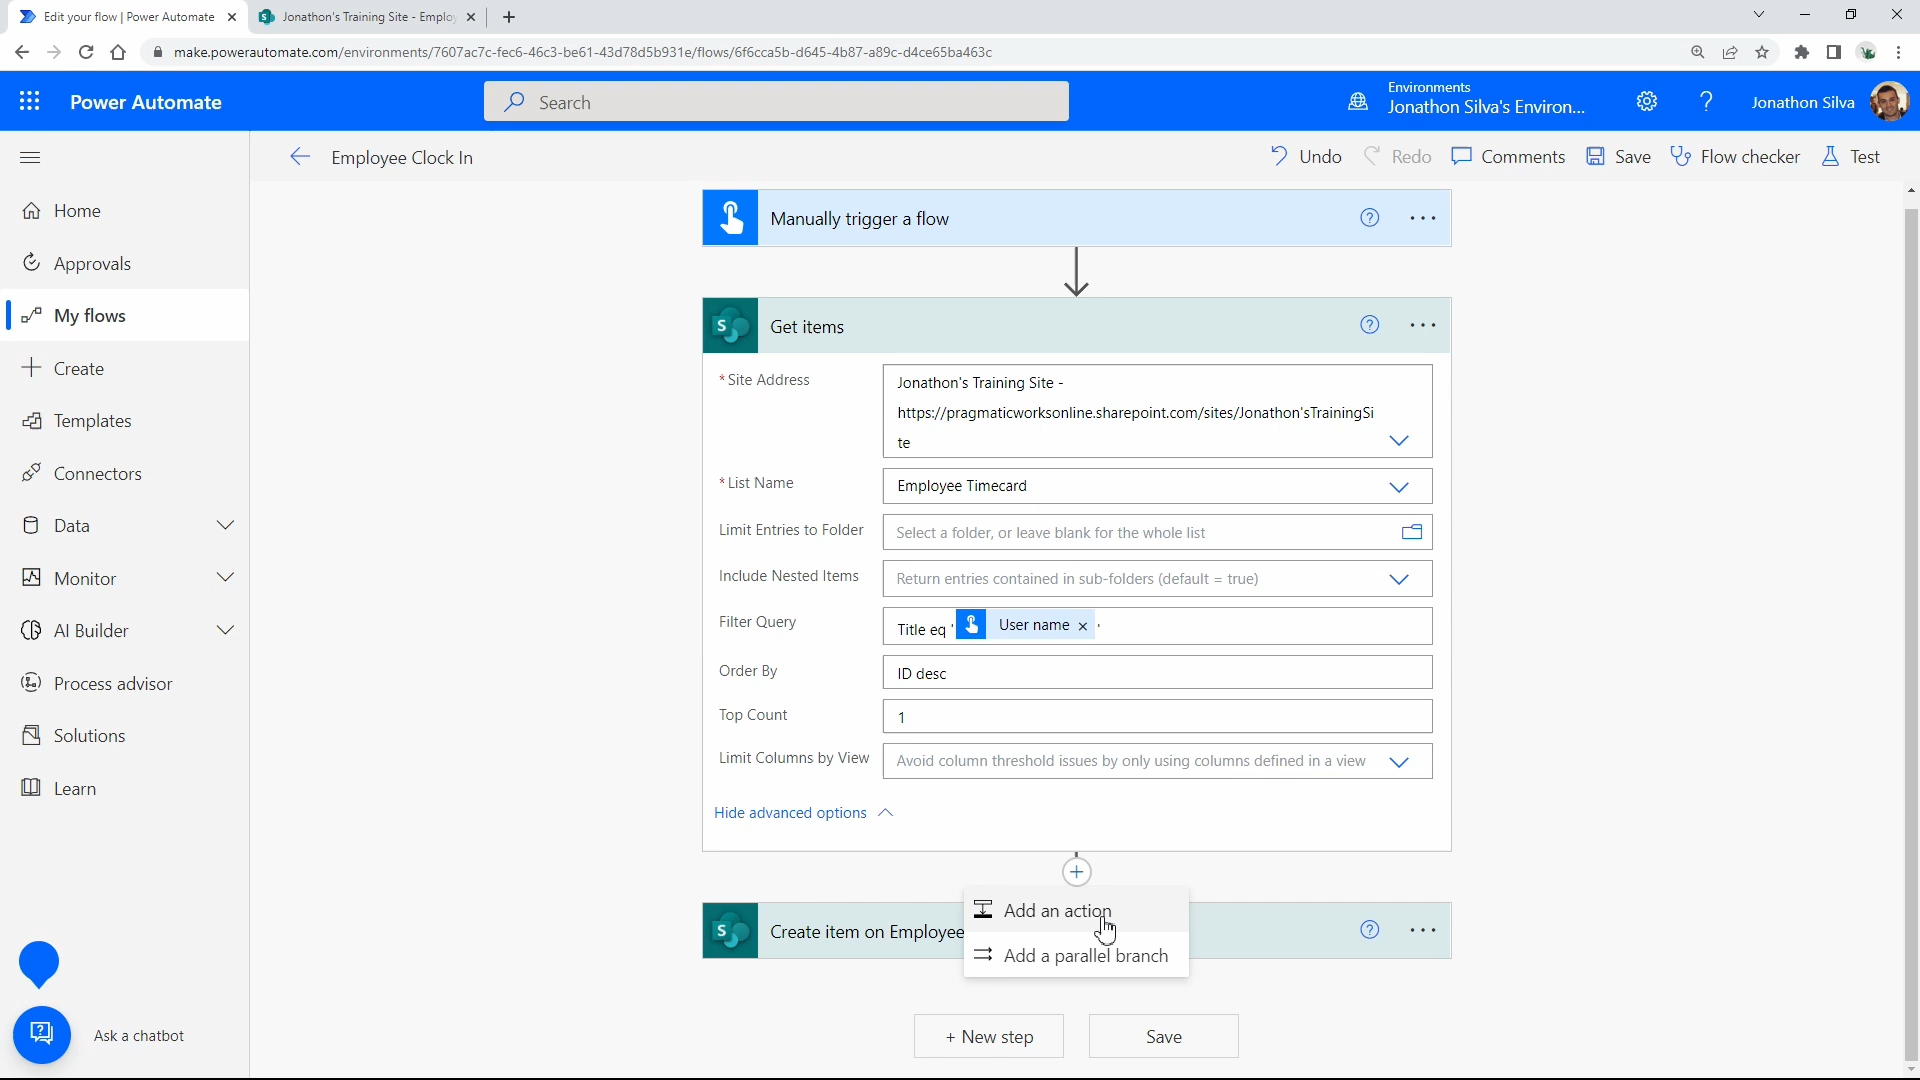 Edit your flow | Power Automate
Jonathon's Training Site - Emplo
make.powerautomate.com/environments/7607ac7c-fec6-46c3-be61-43d78d5b931e/flows/6f6cca5b-d645-4b87-a89c-d4ce65ba463c
Power Automate
Search
Environments
Jonathon Silva's Environ...
Jonathon Silva
Employee Clock In
Undo
Redo
Comments
Save
Flow checker
Test
Home
Approvals
My flows
Create
Templates
Connectors
Data
Monitor
AI Builder
Process advisor
Solutions
Learn
Ask a chatbot
Manually trigger a flow
Get items
* Site Address
Jonathon's Training Site -
https://pragmaticworksonline.sharepoint.com/sites/Jonathon'sTrainingSi
te
* List Name
Employee Timecard
Limit Entries to Folder
Select a folder, or leave blank for the whole list
Include Nested Items
Return entries contained in sub-folders (default = true)
Filter Query
Title eq ' User name × '
Order By
ID desc
Top Count
1
Limit Columns by View
Avoid column threshold issues by only using columns defined in a view
Hide advanced options
Add an action
Create item on Employee
Add a parallel branch
+ New step
Save